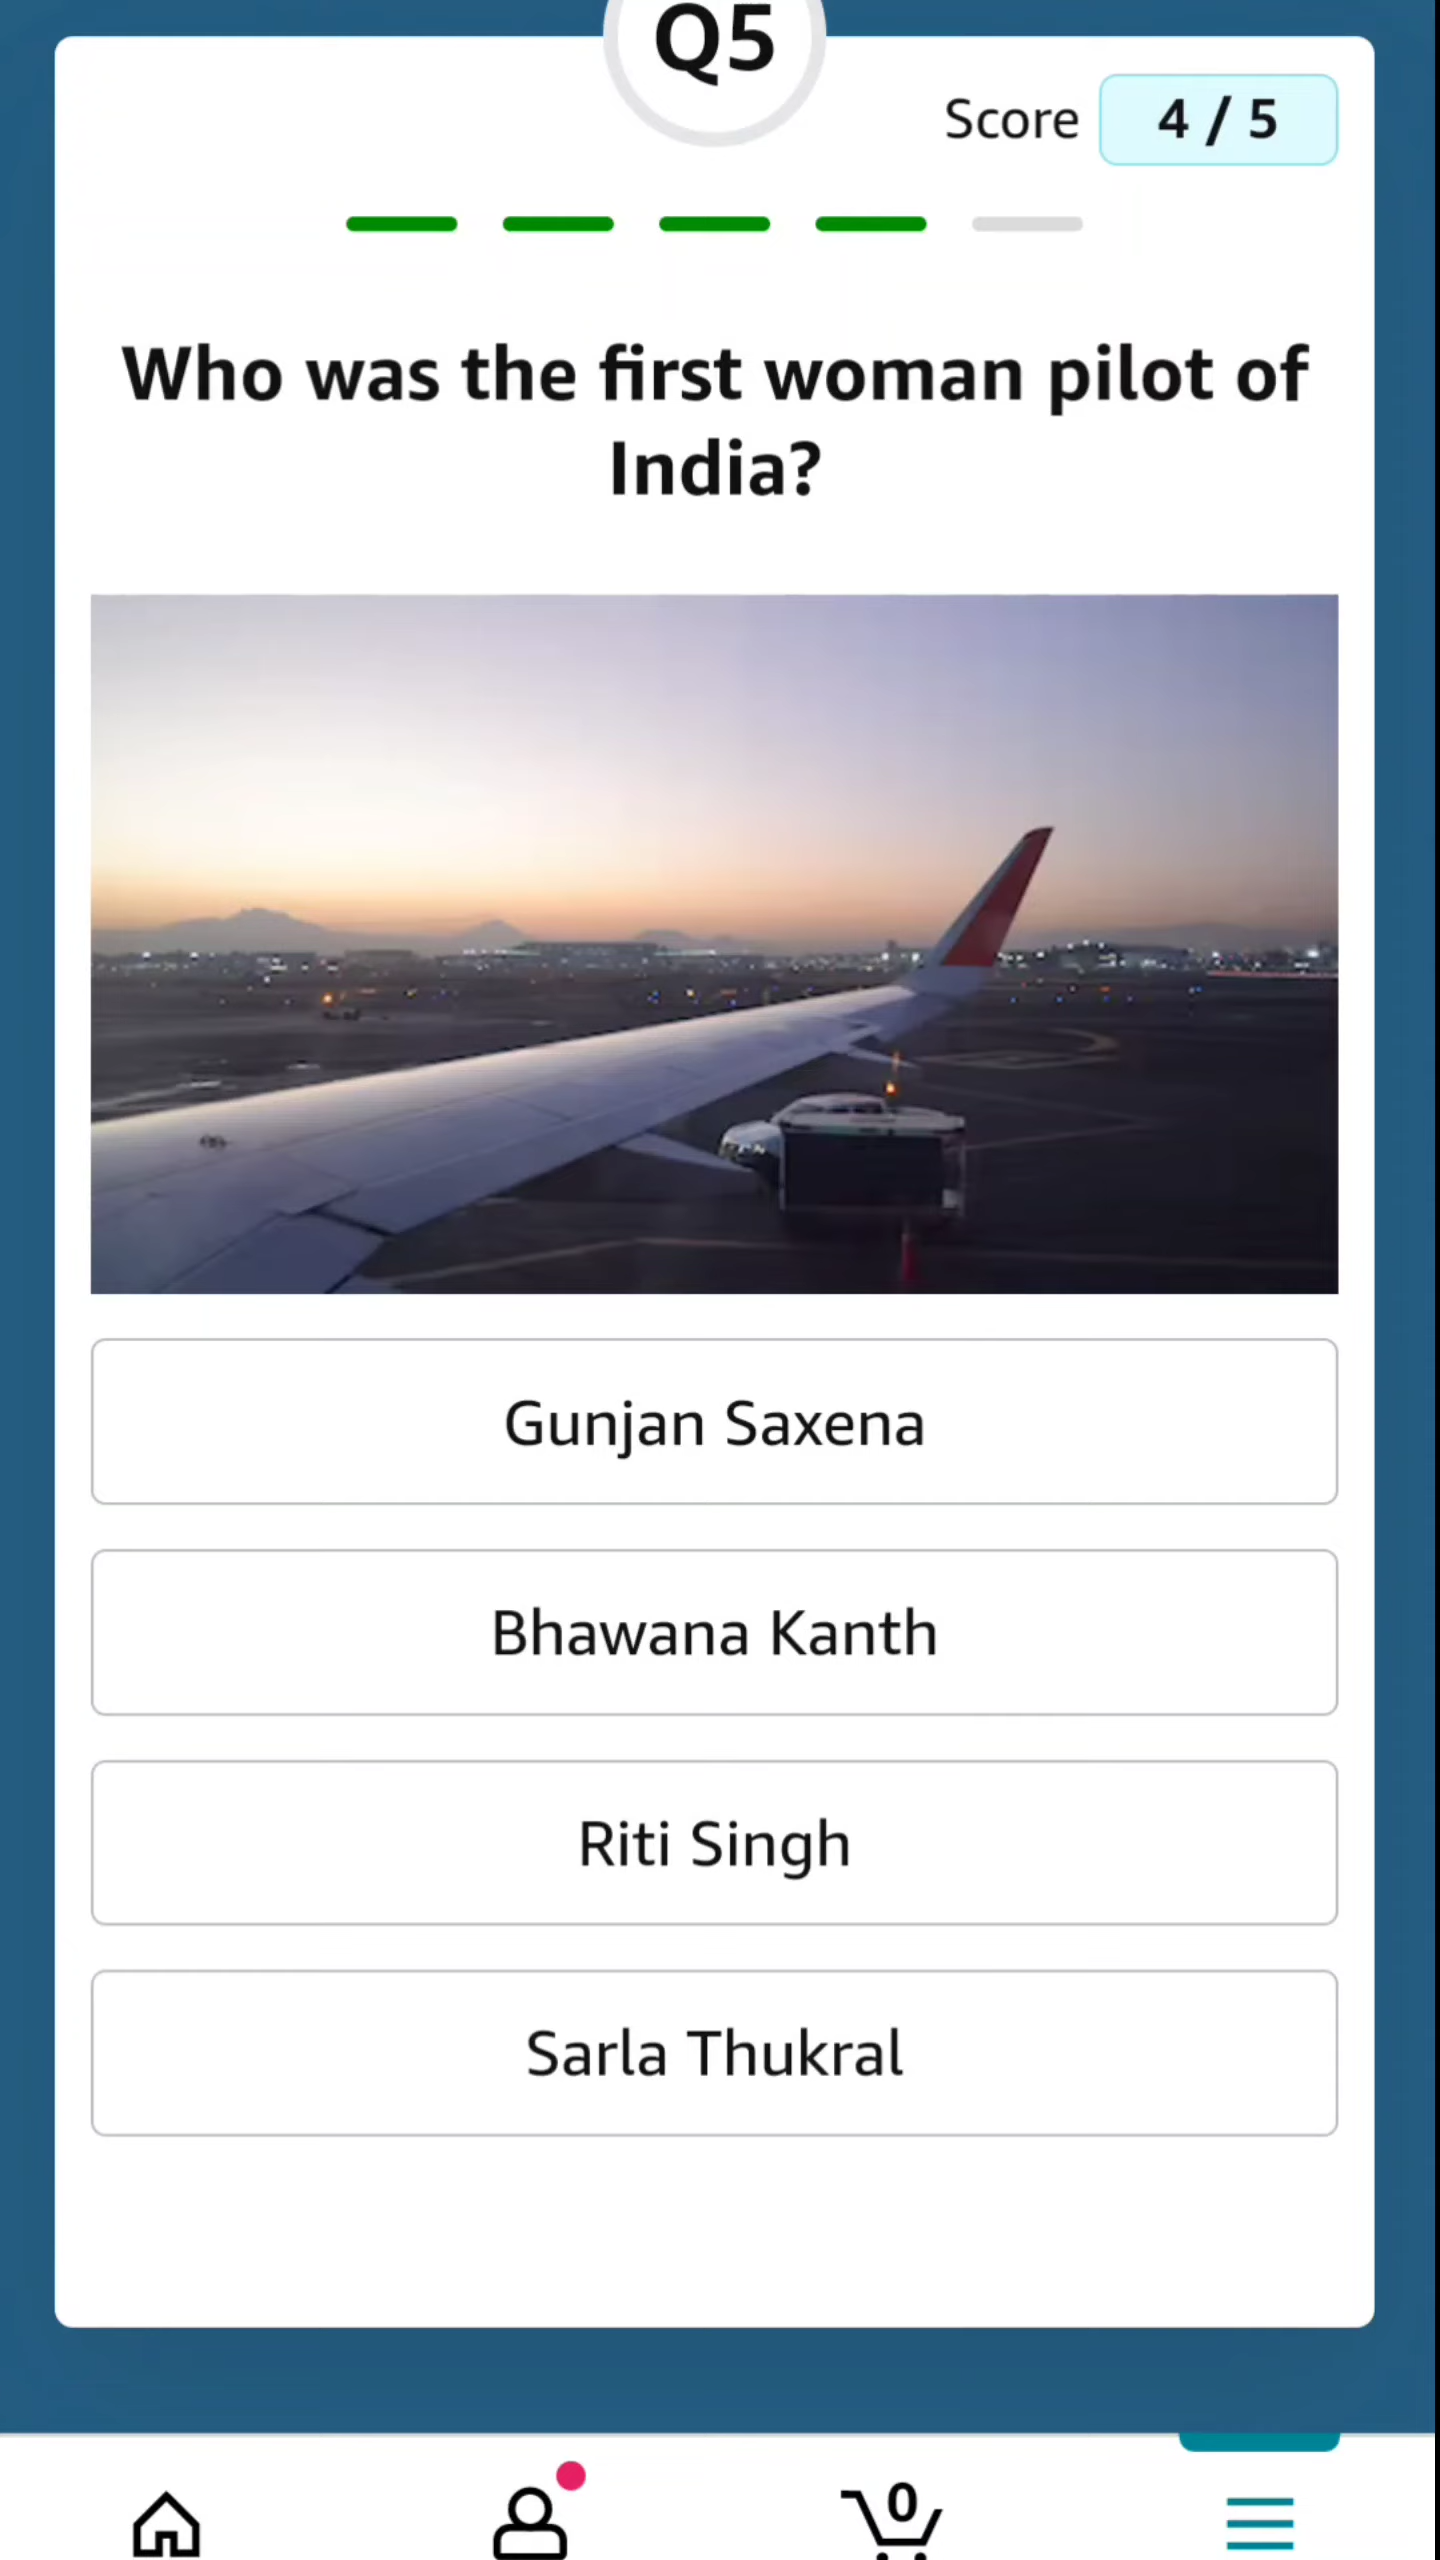 Q5
Score 4 / 5
Who was the first woman pilot of
India?
Gunjan Saxena
Bhawana Kanth
Riti Singh
Sarla Thukral
0